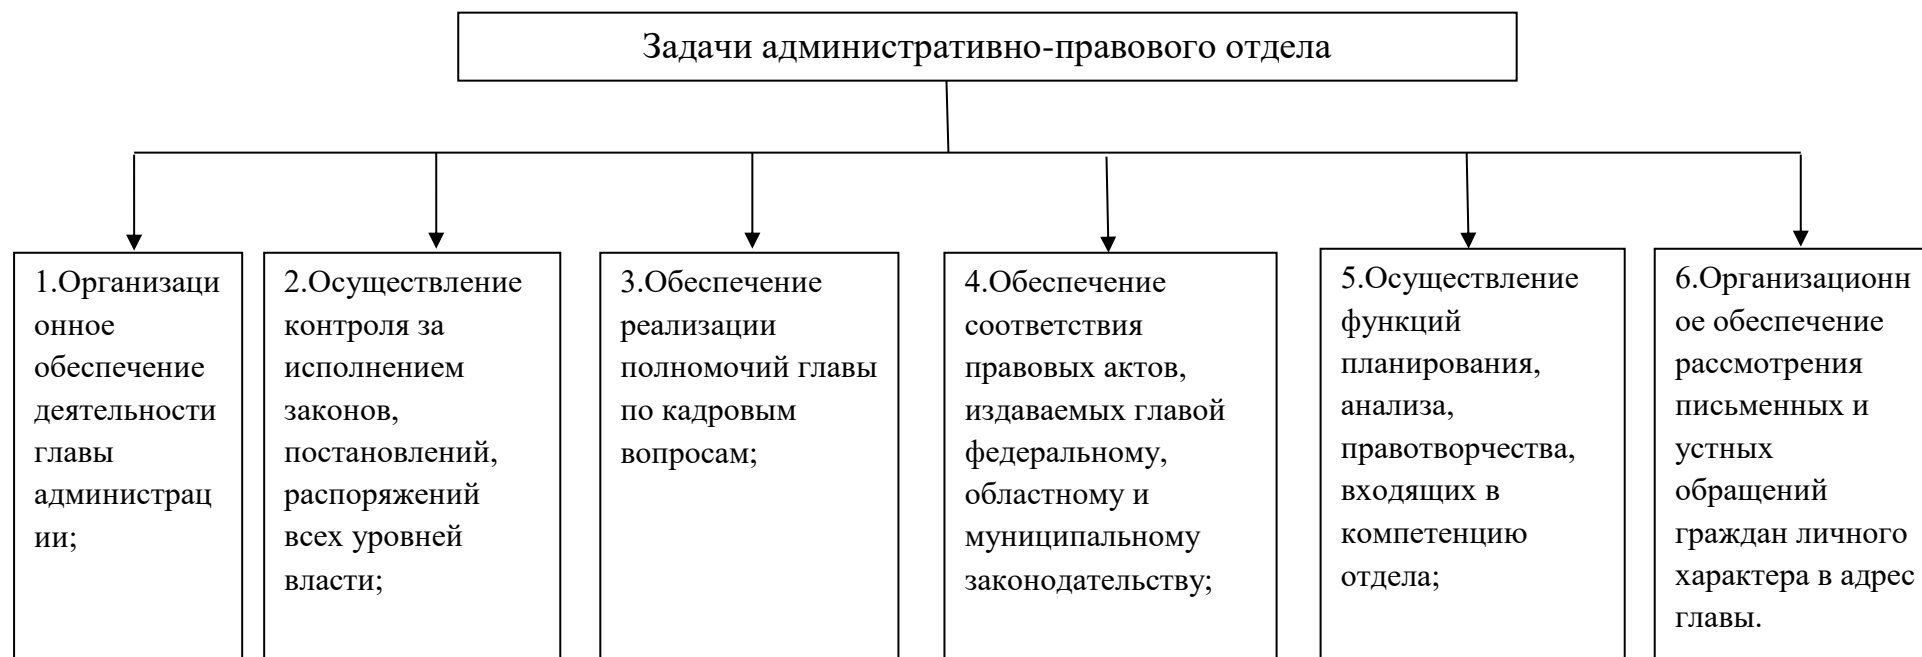 Задачи административно-правового отдела
1.Организаци
онное
обеспечение
деятельности
главы
администрац
ии;
2.Осуществление
контроля за
исполнением
законов,
постановлений,
распоряжений
всех уровней
власти;
3.Обеспечение
реализации
полномочий главы
по кадровым
вопросам;
4.Обеспечение
соответствия
правовых актов,
издаваемых главой
федеральному,
областному и
муниципальному
законодательству;
5.Осуществление
функций
планирования,
анализа,
правотворчества,
входящих в
компетенцию
отдела;
6.Организационн
ое обеспечение
рассмотрения
письменных и
устных
обращений
граждан личного
характера в адрес
главы.